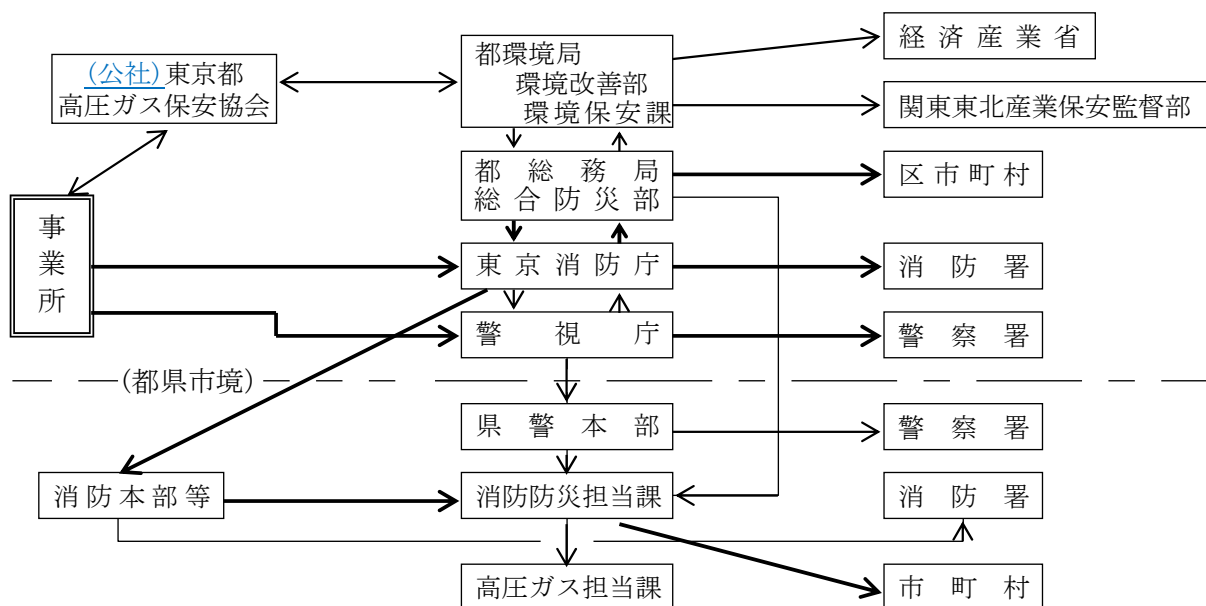 経済産業省
都環境局
環境改善部
環境保安課
(公社)東京都
高圧ガス保安協会
関東東北産業保安監督部
都総務局
総合防災部
区市町村
事業所
東京消防庁
消防署
警視庁
警察署
(都県市境)
県警本部
警察署
消防本部等
消防防災担当課
消防署
高圧ガス担当課
市町村